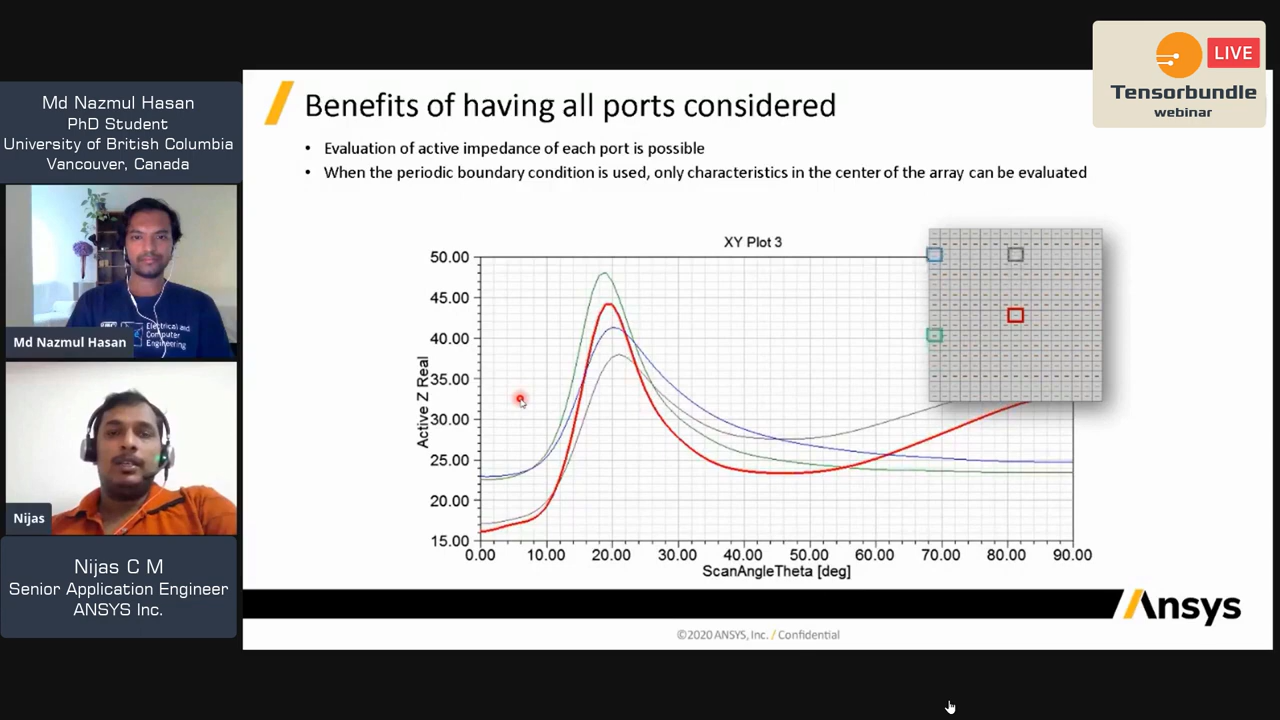 LIVE
Tensorbundle
webinar
Md Nazmul Hasan
PhD Student
University of British Columbia
Vancouver, Canada
Electrical and
Computer
Engineering
Md Nazmul Hasan
Nijas
Nijas C M
Senior Application Engineer
ANSYS Inc.
Benefits of having all ports considered
• Evaluation of active impedance of each port is possible
• When the periodic boundary condition is used, only characteristics in the center of the array can be evaluated
XY Plot 3
50.00
45.00
40.00
35.00
30.00
25.00
20.00
15.00
Active Z Real
0.00 10.00 20.00 30.00 40.00 50.00 60.00 70.00 80.00 90.00
ScanAngleTheta [deg]
Ansys
©2020 ANSYS, Inc. / Confidential